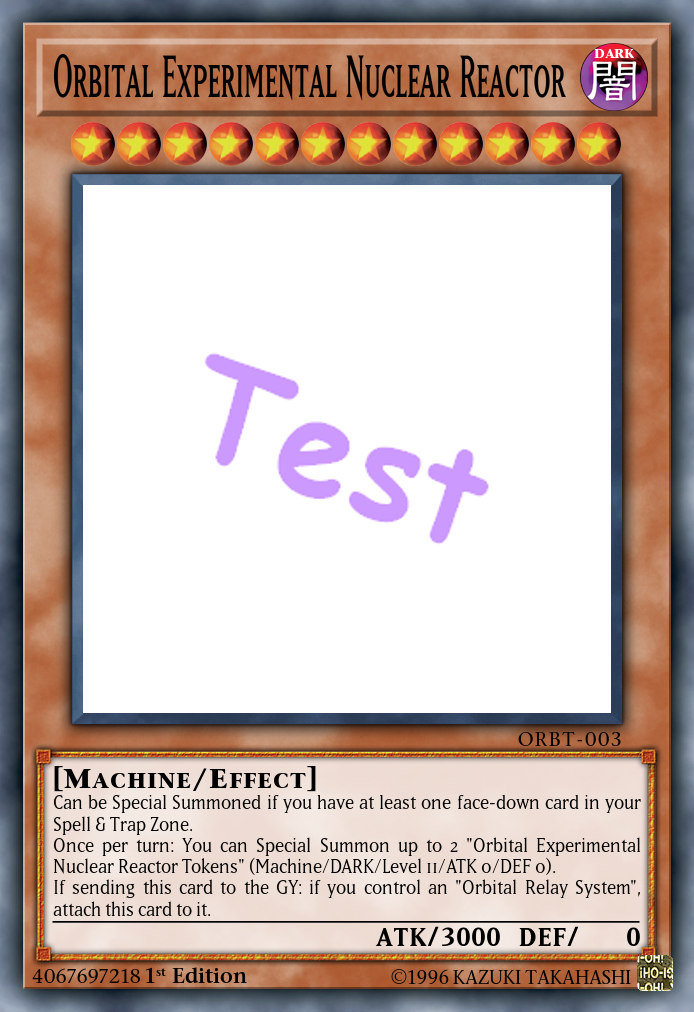 Orbital Experimental Nuclear Reactor
DARK
闇
Test
ORBT-003
[Machine/Effect]
Can be Special Summoned if you have at least one face-down card in your
Spell & Trap Zone.
Once per turn: You can Special Summon up to 2 "Orbital Experimental
Nuclear Reactor Tokens" (Machine/DARK/Level 11/ATK 0/DEF 0).
If sending this card to the GY: if you control an "Orbital Relay System",
attach this card to it.
ATK/3000 DEF/ 0
4067697218 1st Edition
©1996 KAZUKI TAKAHASHI